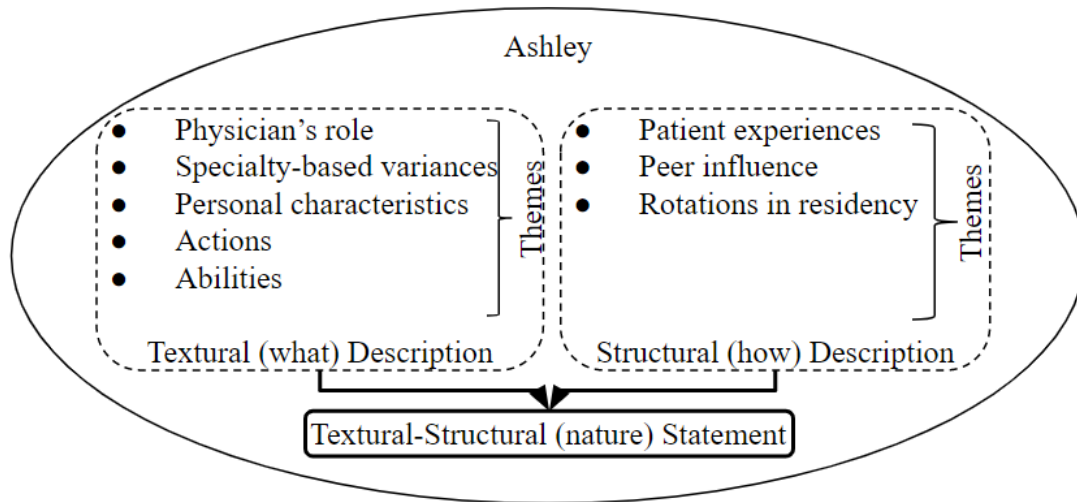 Ashley
● Physician’s role
● Specialty-based variances
● Personal characteristics
● Actions
● Abilities
Themes
Textural (what) Description
● Patient experiences
● Peer influence
● Rotations in residency
Themes
Structural (how) Description
Textural-Structural (nature) Statement